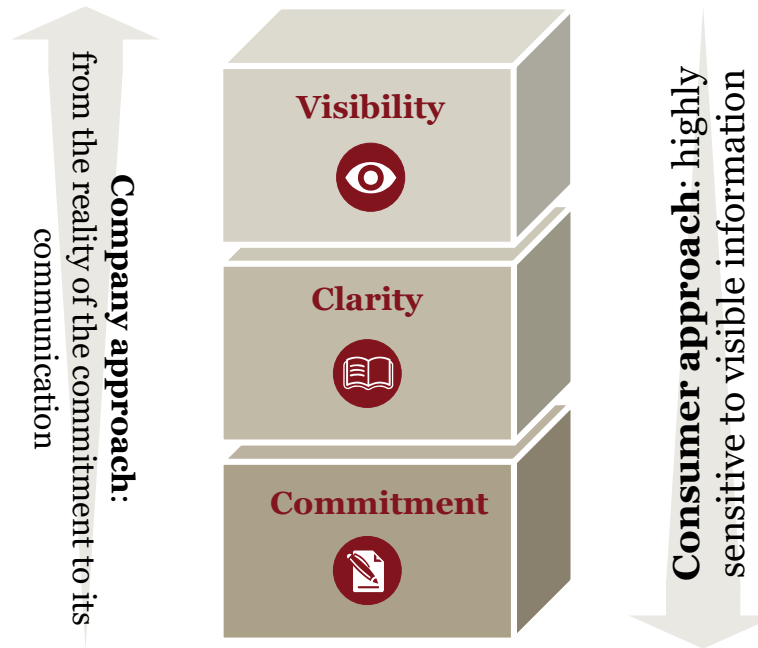 Company approach:
from the reality of the commitment to its
communication
Visibility
Clarity
Commitment
Consumer approach: highly
sensitive to visible information